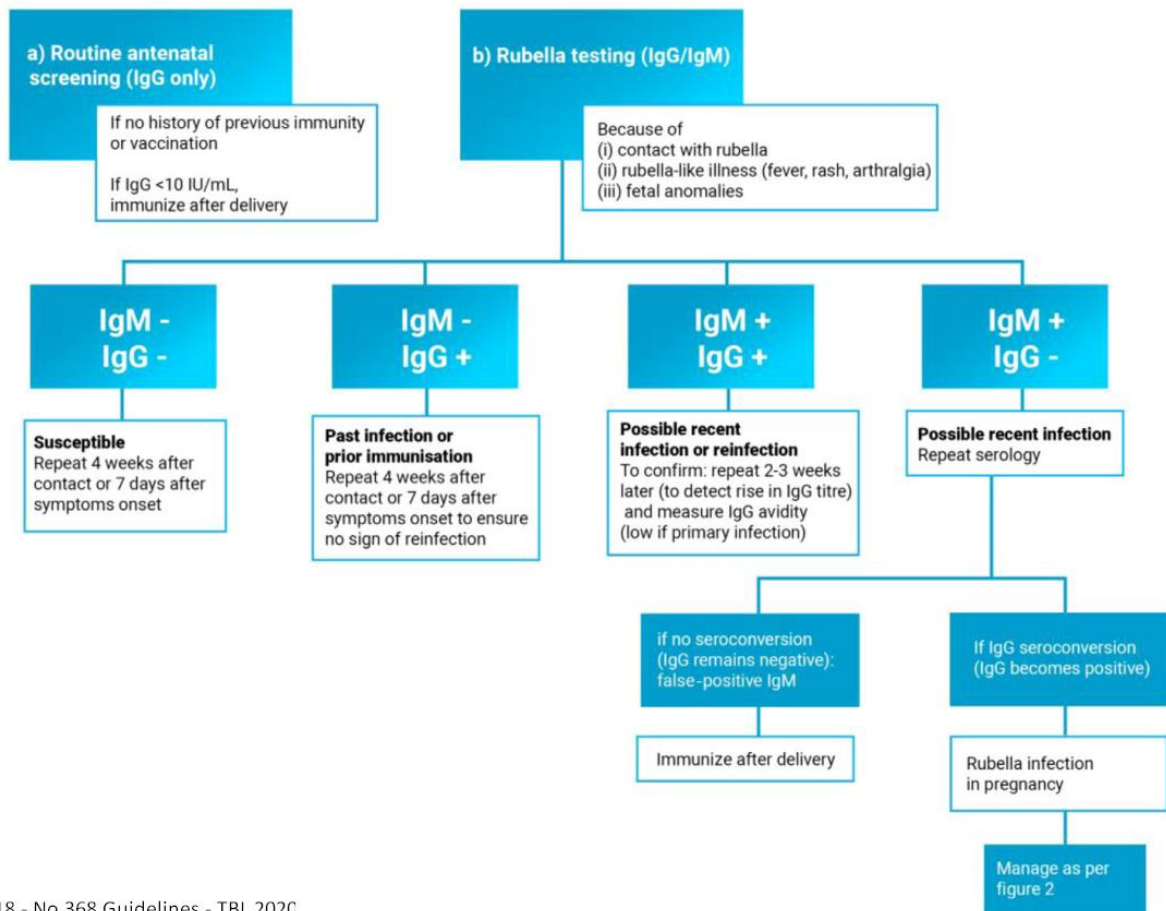 a) Routine antenatal
screening (IgG only)
If no history of previous immunity
or vaccination
If IgG <10 IU/mL,
immunize after delivery
b) Rubella testing (IgG/IgM)
Because of
(i) contact with rubella
(ii) rubella-like illness (fever, rash, arthralgia)
(iii) fetal anomalies
IgM -
IgG -
Susceptible
Repeat 4 weeks after
contact or 7 days after
symptoms onset
IgM -
IgG +
Past infection or
prior immunisation
Repeat 4 weeks after
contact or 7 days after
symptoms onset to ensure
no sign of reinfection
IgM +
IgG +
Possible recent
infection or reinfection
To confirm: repeat 2-3 weeks
later (to detect rise in IgG titre)
and measure IgG avidity
(low if primary infection)
IgM +
IgG -
Possible recent infection
Repeat serology
if no seroconversion
(IgG remains negative):
false-positive IgM
Immunize after delivery
If IgG seroconversion
(IgG becomes positive)
Rubella infection
in pregnancy
Manage as per
figure 2
18 - No 368 Guidelines - TBL 2020